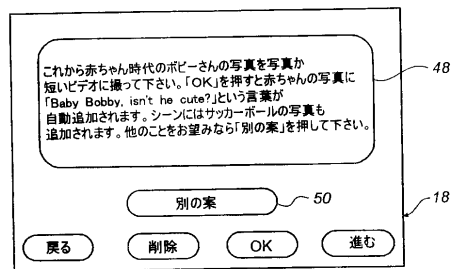 これから赤ちゃん時代のボビーさんの写真を写真か
短いビデオに撮って下さい。「OK」を押すと赤ちゃんの写真に
「Baby Bobby, isn't he cute?」という言葉が
自動追加されます。シーンにはサッカーボールの写真も
追加されます。他のことをお望みなら「別の案」を押して下さい。
48
別の案
50
18
戻る
削除
OK
進む